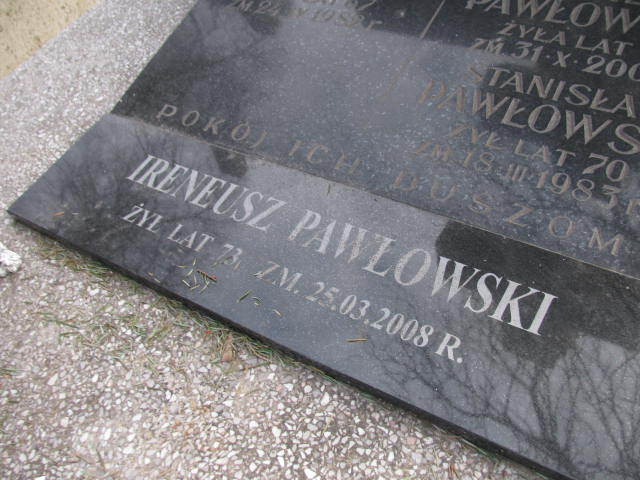 PAWŁOW
ŻYŁA LAT
ZM. 31 X. 200
STANISŁA
PAWŁOWS
ŻYŁ LAT 70
ZM. 18 III 1983 R
POKÓJ ICH DUSZOM
IRENEUSZ PAWŁOWSKI
ŻYŁ LAT 73, ZM. 25.03.2008 R.